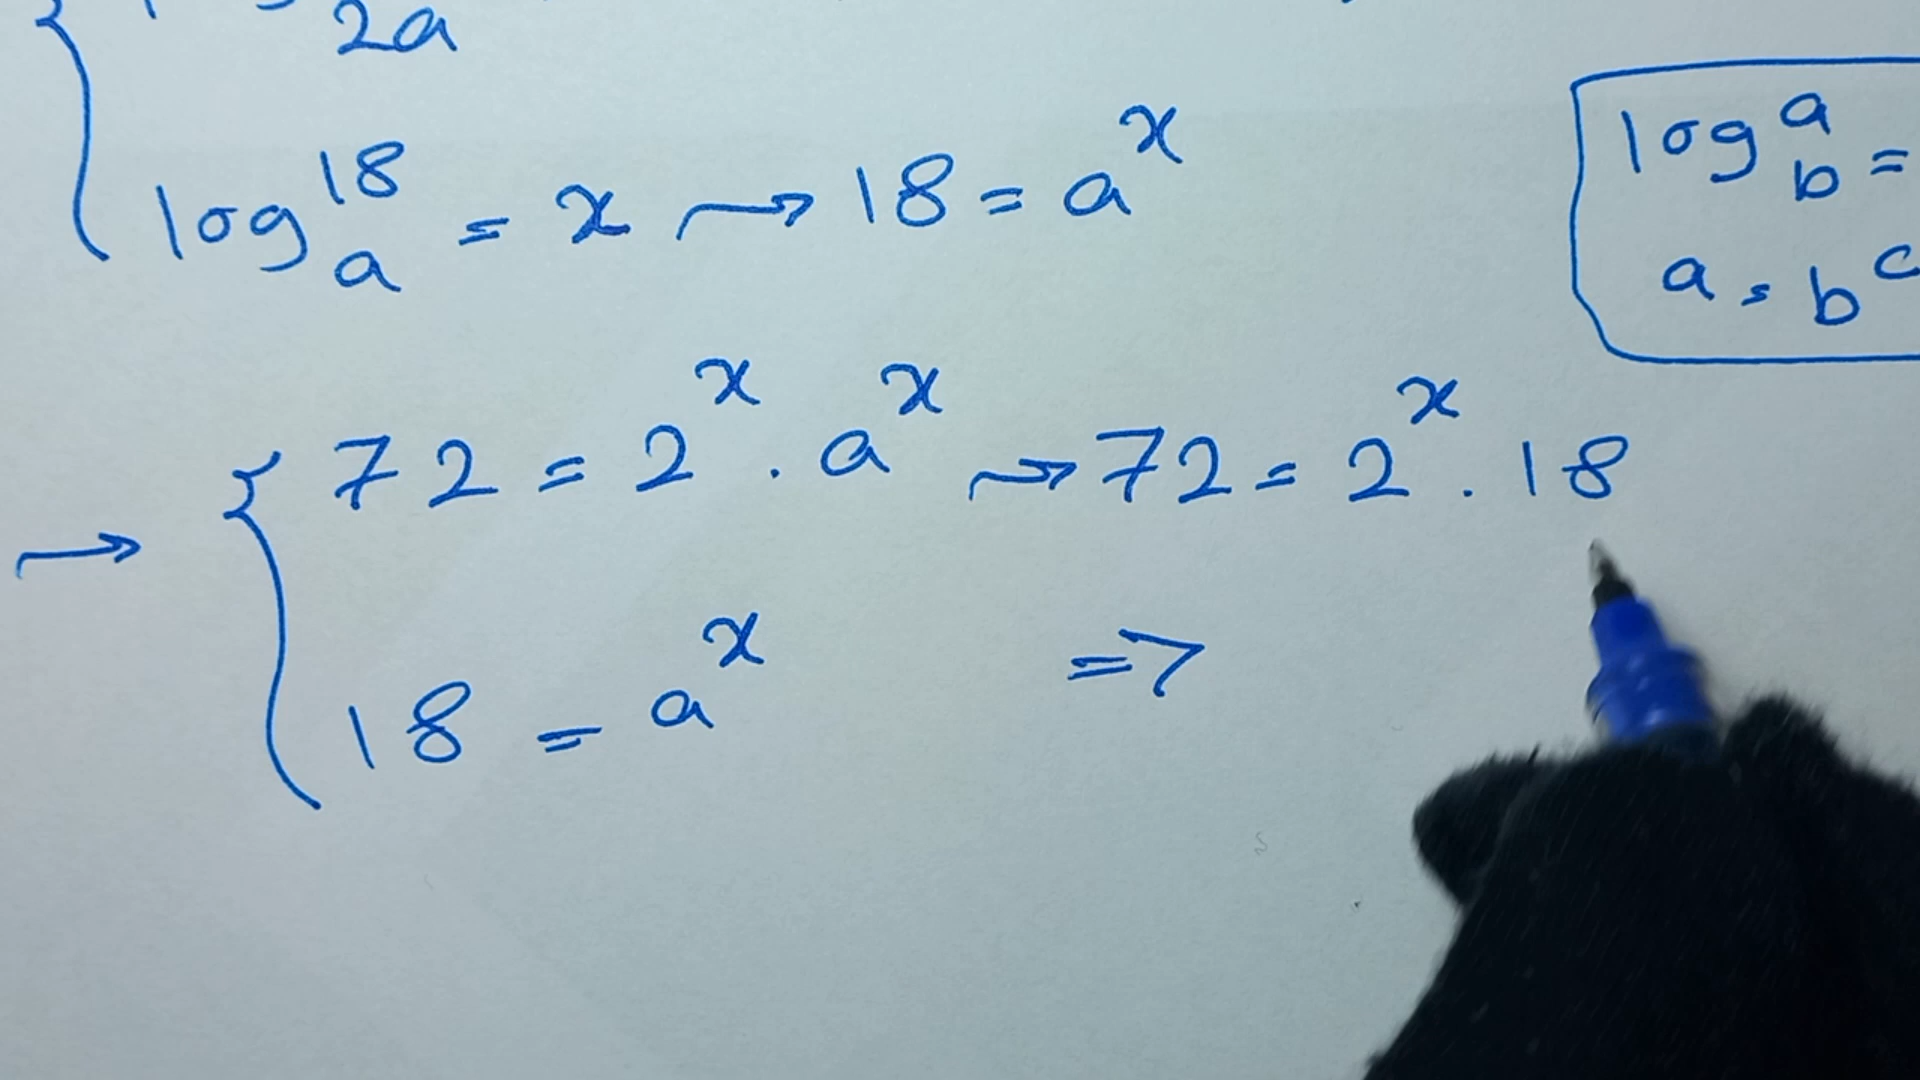 2a
log_a^18 = x → 18 = a^x
log_b^a =
a = b^c
72 = 2^x . a^x → 72 = 2^x . 18
→
18 = a^x =>